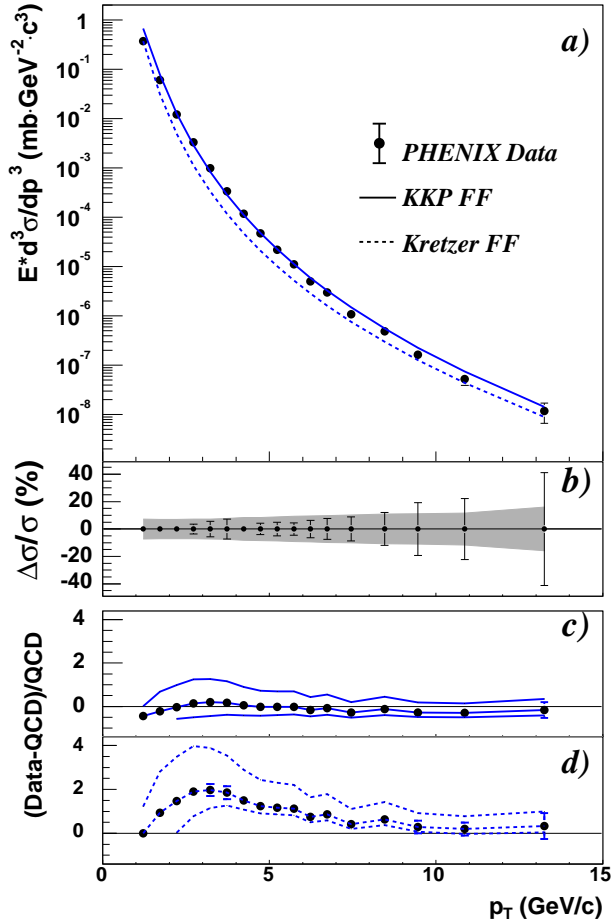 a)
E*d³σ/dp³ (mb·GeV⁻²·c³)
1
10⁻¹
10⁻²
10⁻³
10⁻⁴
10⁻⁵
10⁻⁶
10⁻⁷
10⁻⁸
PHENIX Data
KKP FF
Kretzer FF
b)
Δσ/σ (%)
40
20
0
-20
-40
c)
(Data-QCD)/QCD
4
2
0
d)
4
2
0
0
5
10
15
p_T (GeV/c)